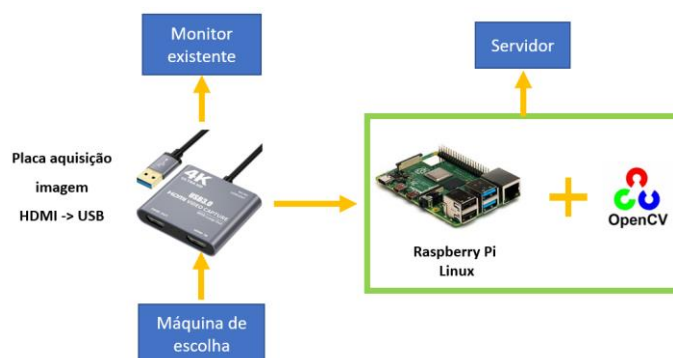 Monitor
existente
Servidor
Placa aquisição
imagem
HDMI -> USB
4K
USB3.0
HDMI VIDEO CAPTURE
Raspberry Pi
Linux
OpenCV
Máquina de
escolha